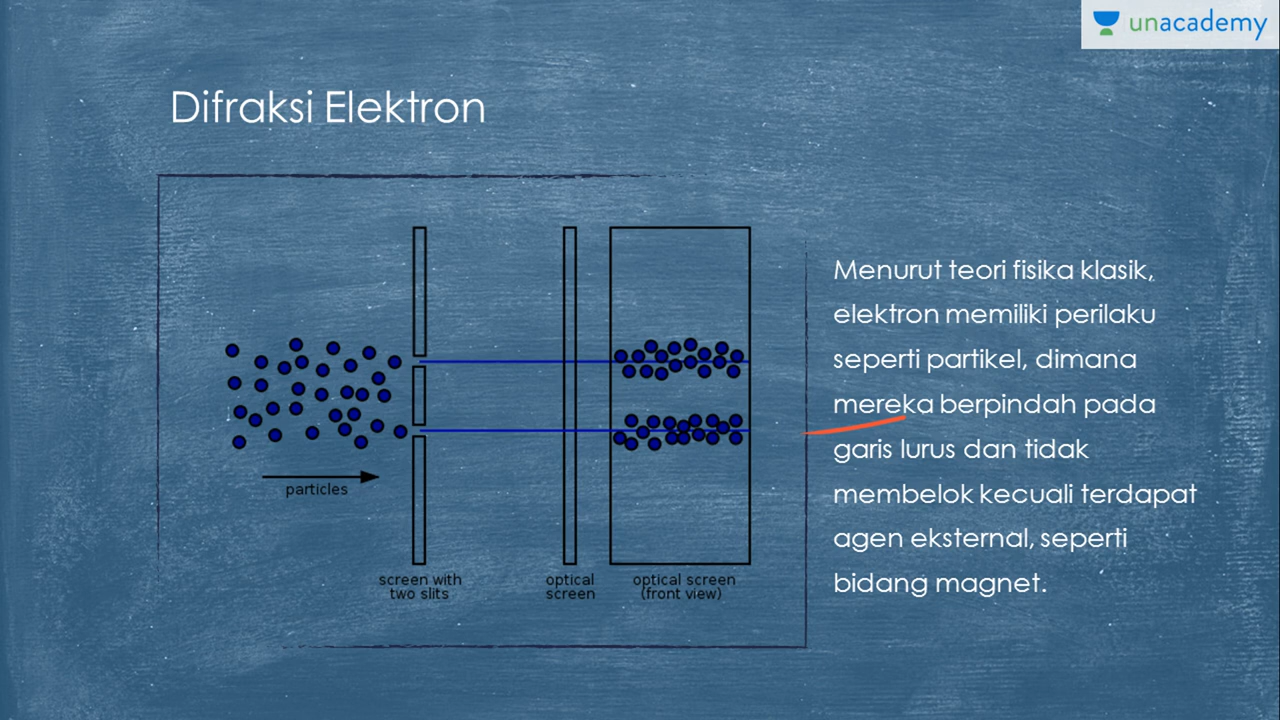 unacademy
Difraksi Elektron
particles
screen with
two slits
optical
screen
optical screen
(front view)
Menurut teori fisika klasik,
elektron memiliki perilaku
seperti partikel, dimana
mereka berpindah pada
garis lurus dan tidak
membelok kecuali terdapat
agen eksternal, seperti
bidang magnet.